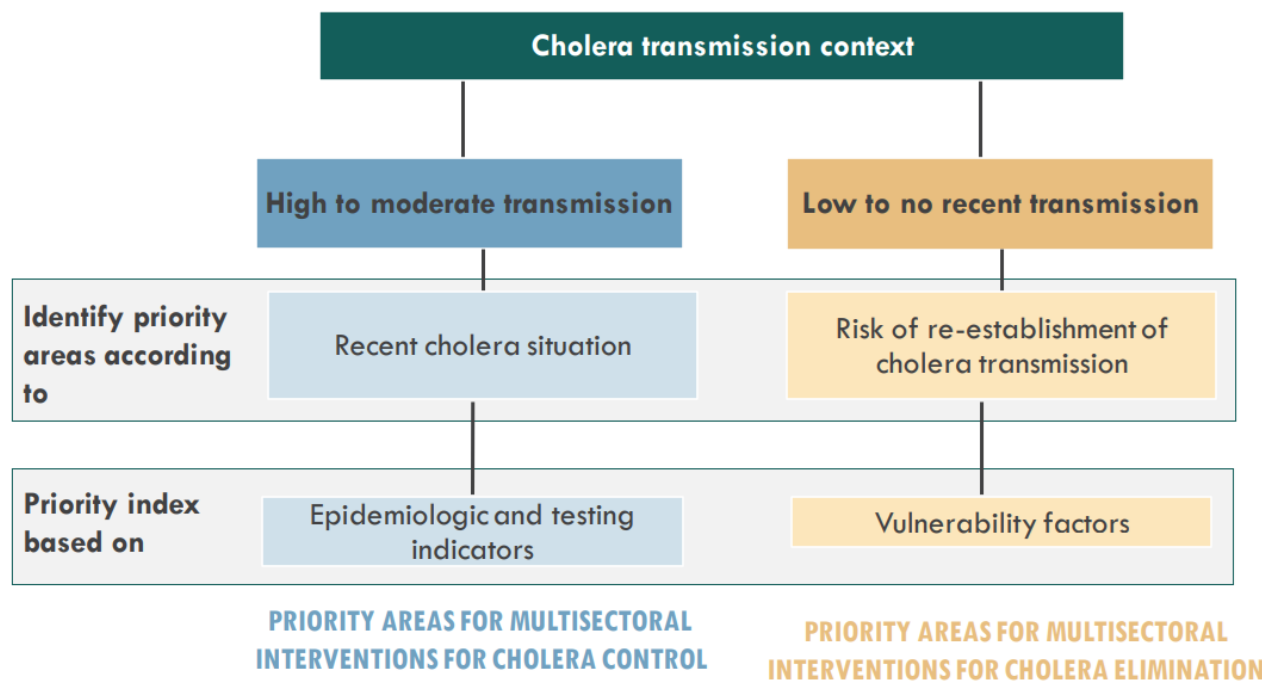 Cholera transmission context
High to moderate transmission
Low to no recent transmission
Identify priority
areas according
to
Recent cholera situation
Risk of re-establishment of
cholera transmission
Priority index
based on
Epidemiologic and testing
indicators
Vulnerability factors
PRIORITY AREAS FOR MULTISECTORAL
INTERVENTIONS FOR CHOLERA CONTROL
PRIORITY AREAS FOR MULTISECTORAL
INTERVENTIONS FOR CHOLERA ELIMINATION